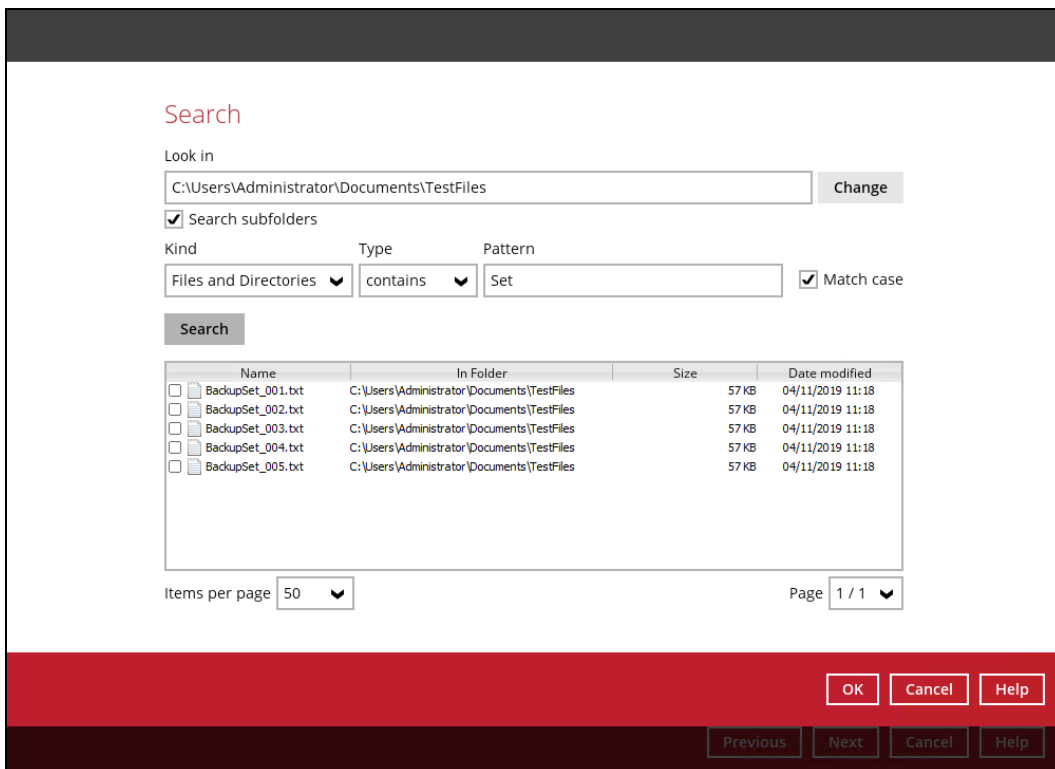 Search
Look in
C:\Users\Administrator\Documents\TestFiles Change
Search subfolders
Kind Type Pattern
Files and Directories contains Set Match case
Search
Name In Folder Size Date modified
BackupSet_001.txt C:\Users\Administrator\Documents\TestFiles 57 KB 04/11/2019 11:18
BackupSet_002.txt C:\Users\Administrator\Documents\TestFiles 57 KB 04/11/2019 11:18
BackupSet_003.txt C:\Users\Administrator\Documents\TestFiles 57 KB 04/11/2019 11:18
BackupSet_004.txt C:\Users\Administrator\Documents\TestFiles 57 KB 04/11/2019 11:18
BackupSet_005.txt C:\Users\Administrator\Documents\TestFiles 57 KB 04/11/2019 11:18
Items per page 50 Page 1 / 1
OK Cancel Help
Previous Next Cancel Help